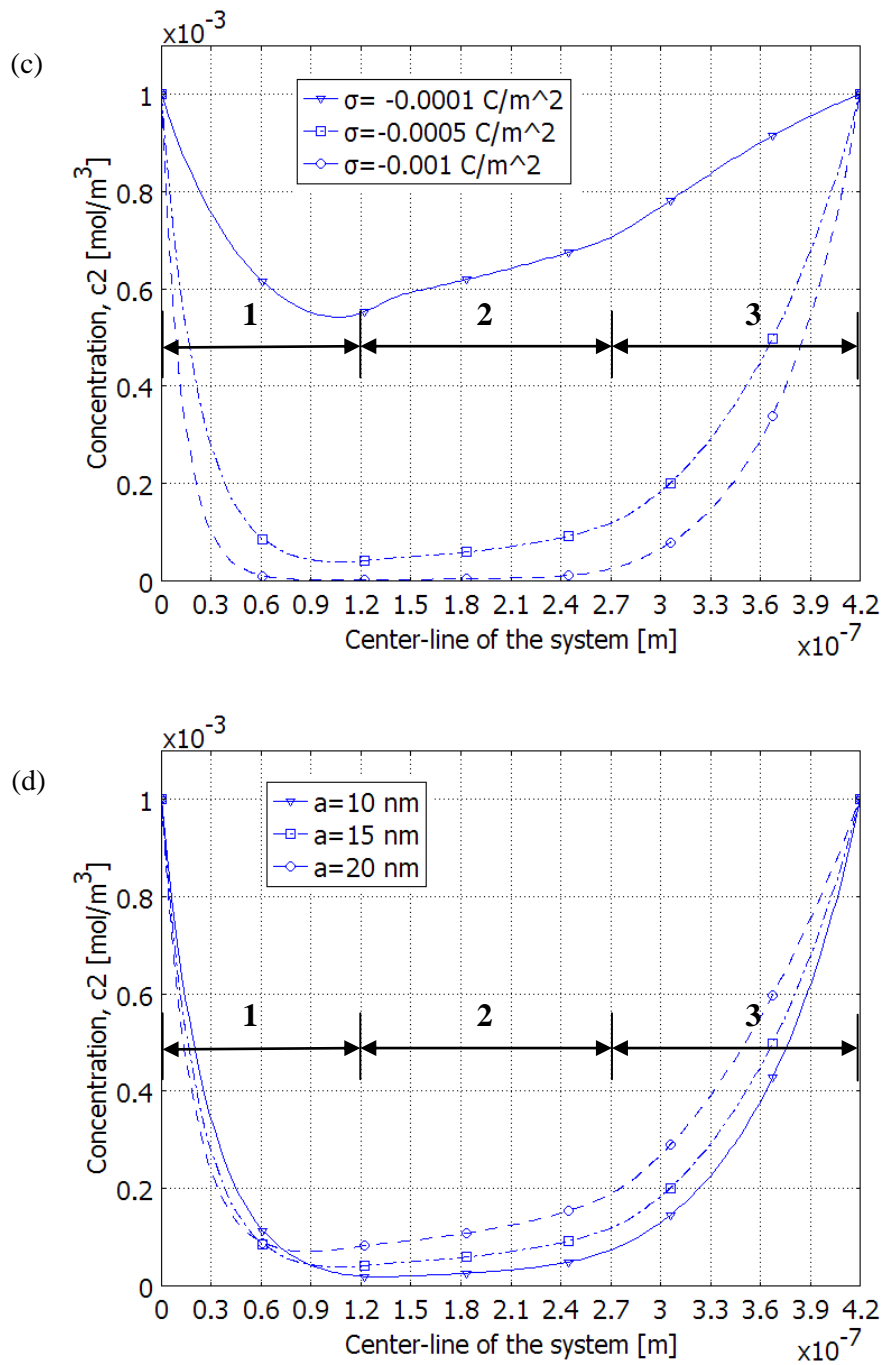 (c)
x10^-3
σ= -0.0001 C/m^2
σ=-0.0005 C/m^2
σ=-0.001 C/m^2
1
0.8
0.6
0.4
0.2
0
Concentration, c2 [mol/m^3]
1 2 3
0 0.3 0.6 0.9 1.2 1.5 1.8 2.1 2.4 2.7 3 3.3 3.6 3.9 4.2
Center-line of the system [m]
x10^-7
(d)
x10^-3
a=10 nm
a=15 nm
a=20 nm
1
0.8
0.6
0.4
0.2
0
Concentration, c2 [mol/m^3]
1 2 3
0 0.3 0.6 0.9 1.2 1.5 1.8 2.1 2.4 2.7 3 3.3 3.6 3.9 4.2
Center-line of the system [m]
x10^-7